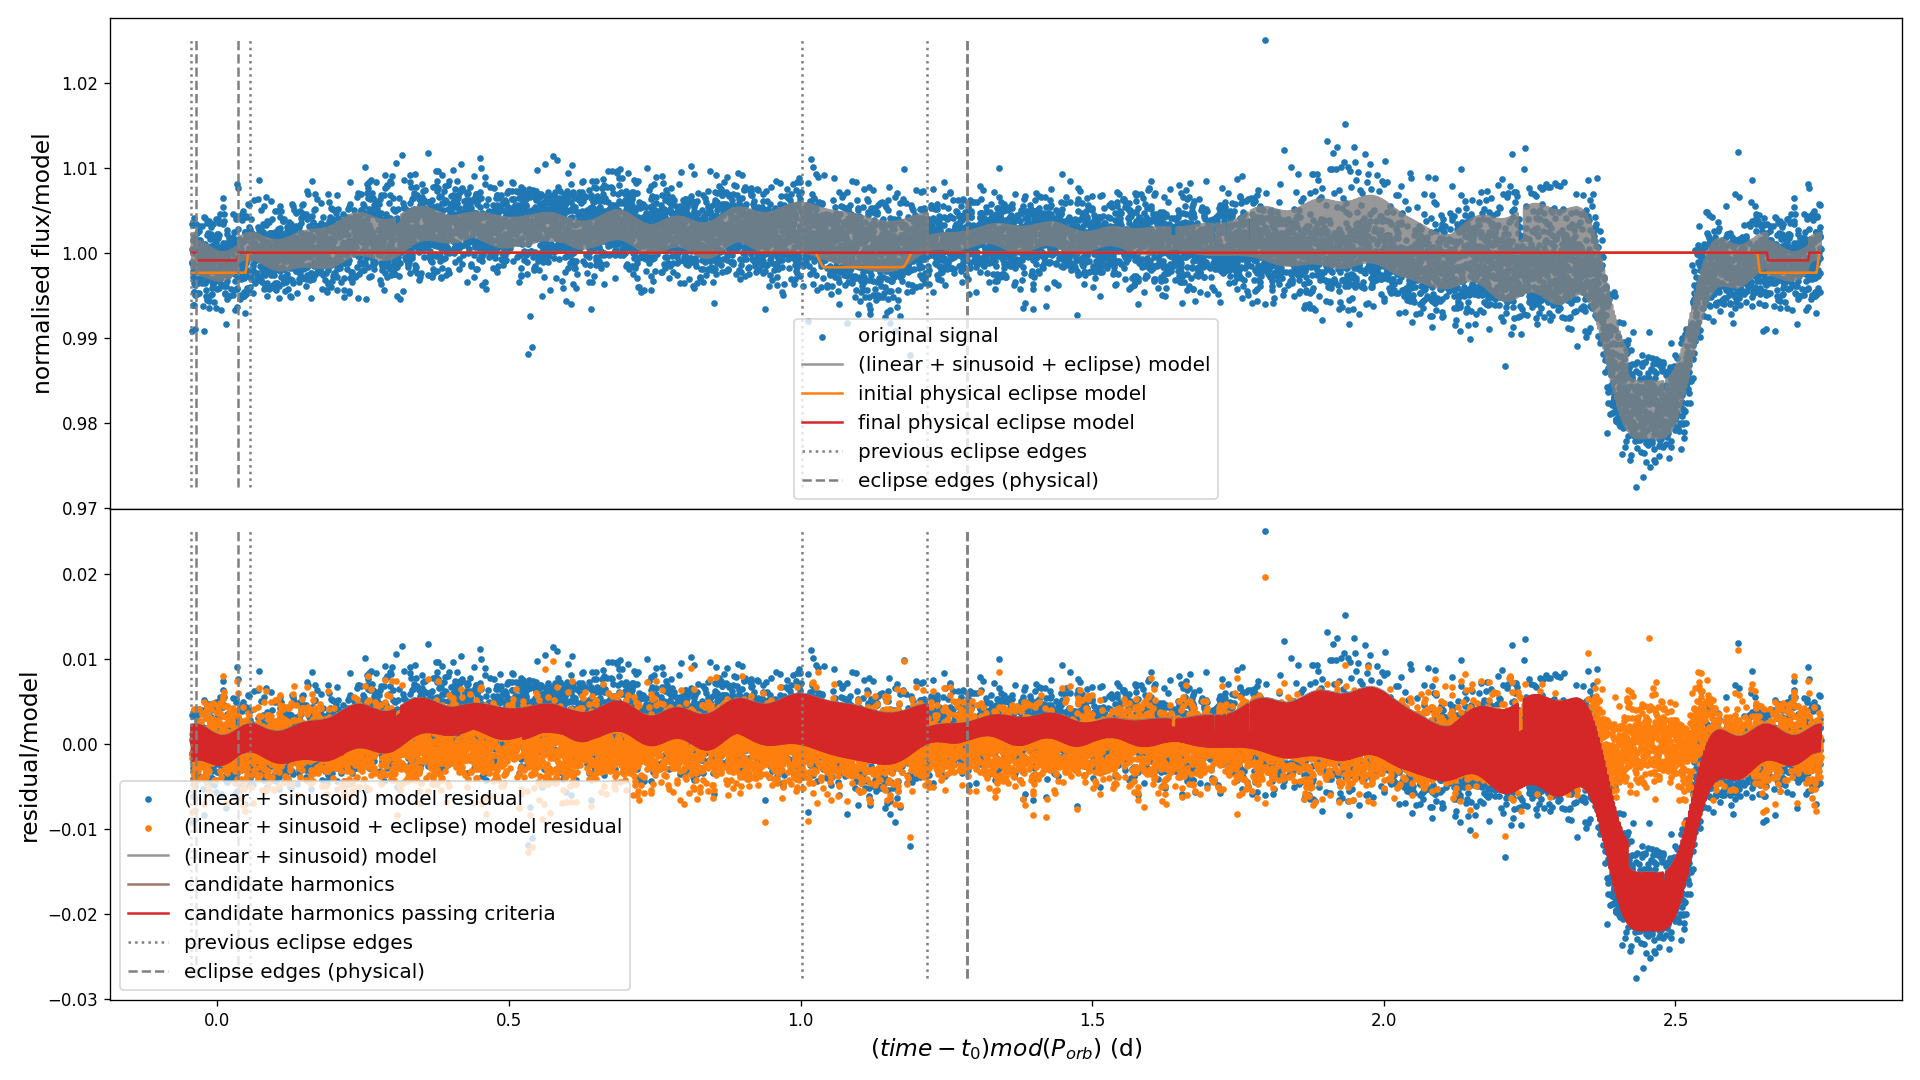 normalised flux/model
1.02
1.01
1.00
0.99
0.98
0.97
original signal
(linear + sinusoid + eclipse) model
initial physical eclipse model
final physical eclipse model
previous eclipse edges
eclipse edges (physical)
residual/model
0.02
0.01
0.00
−0.01
−0.02
−0.03
(linear + sinusoid) model residual
(linear + sinusoid + eclipse) model residual
(linear + sinusoid) model
candidate harmonics
candidate harmonics passing criteria
previous eclipse edges
eclipse edges (physical)
0.0 0.5 1.0 1.5 2.0 2.5
(time − t₀)mod(P_orb) (d)